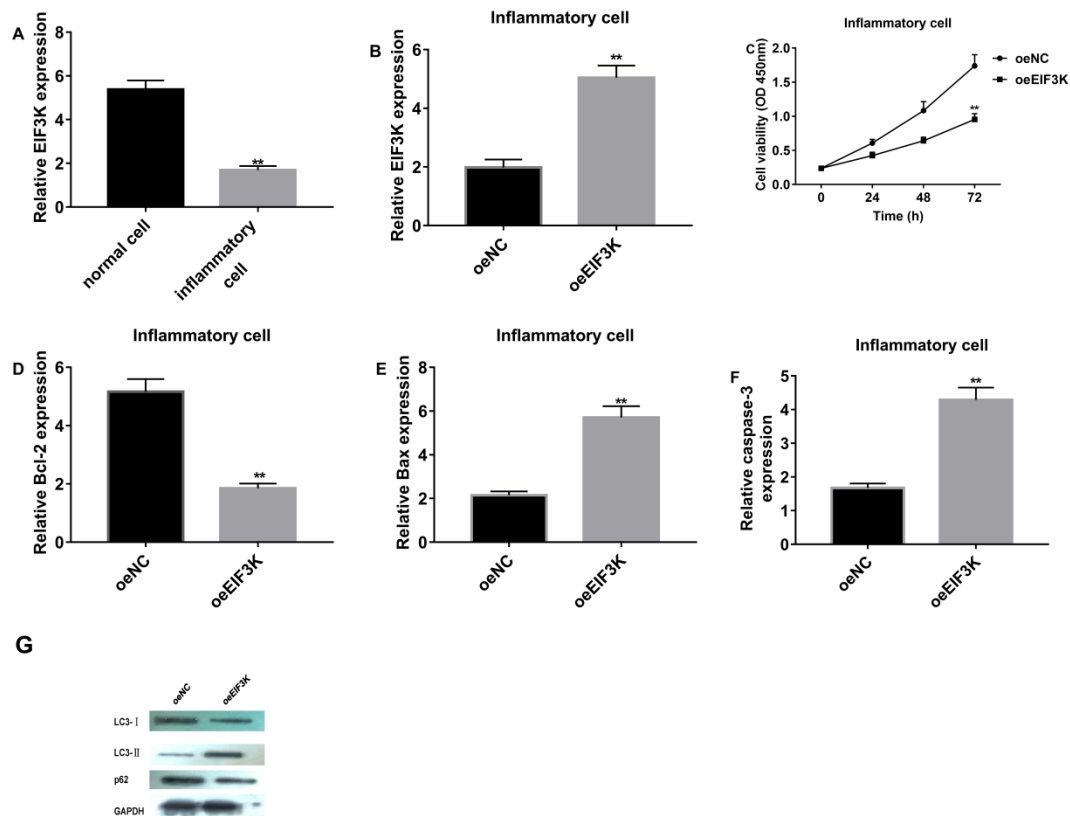 A
Relative EIF3K expression
8
6
4
2
0
**
normal cell
inflammatory
cell
Inflammatory cell
B
Relative EIF3K expression
6
4
2
0
**
oeNC
oeEIF3K
Inflammatory cell
C
Cell viability (OD 450nm)
2.0
1.5
1.0
0.5
0.0
0
24
48
72
Time (h)
**
oeNC
oeEIF3K
Inflammatory cell
D
Relative Bcl-2 expression
6
4
2
0
**
oeNC
oeEIF3K
Inflammatory cell
E
Relative Bax expression
8
6
4
2
0
**
oeNC
oeEIF3K
Inflammatory cell
F
Relative caspase-3
expression
5
4
3
2
1
0
**
oeNC
oeEIF3K
G
oeNC
oeEIF3K
LC3-Ⅰ
LC3-Ⅱ
p62
GAPDH